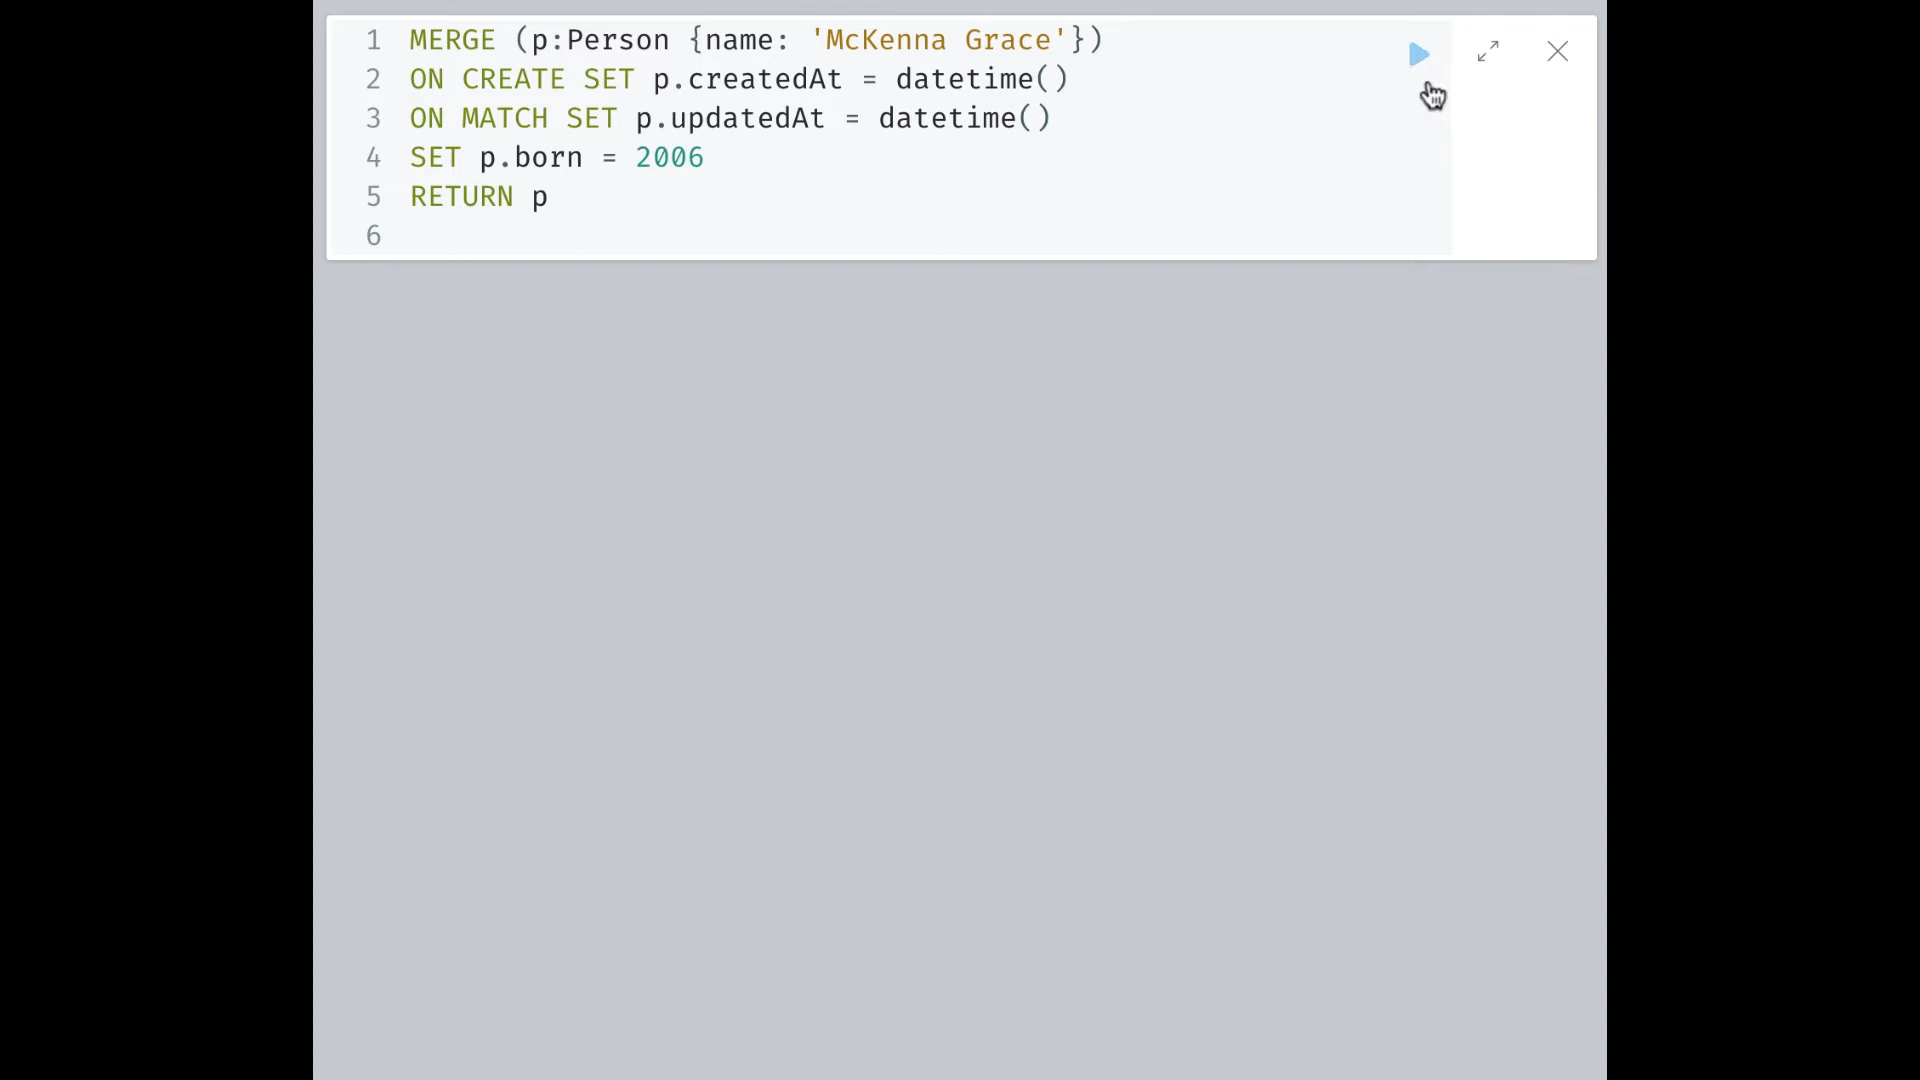 1 MERGE (p:Person {name: 'McKenna Grace'})
2 ON CREATE SET p.createdAt = datetime()
3 ON MATCH SET p.updatedAt = datetime()
4 SET p.born = 2006
5 RETURN p
6